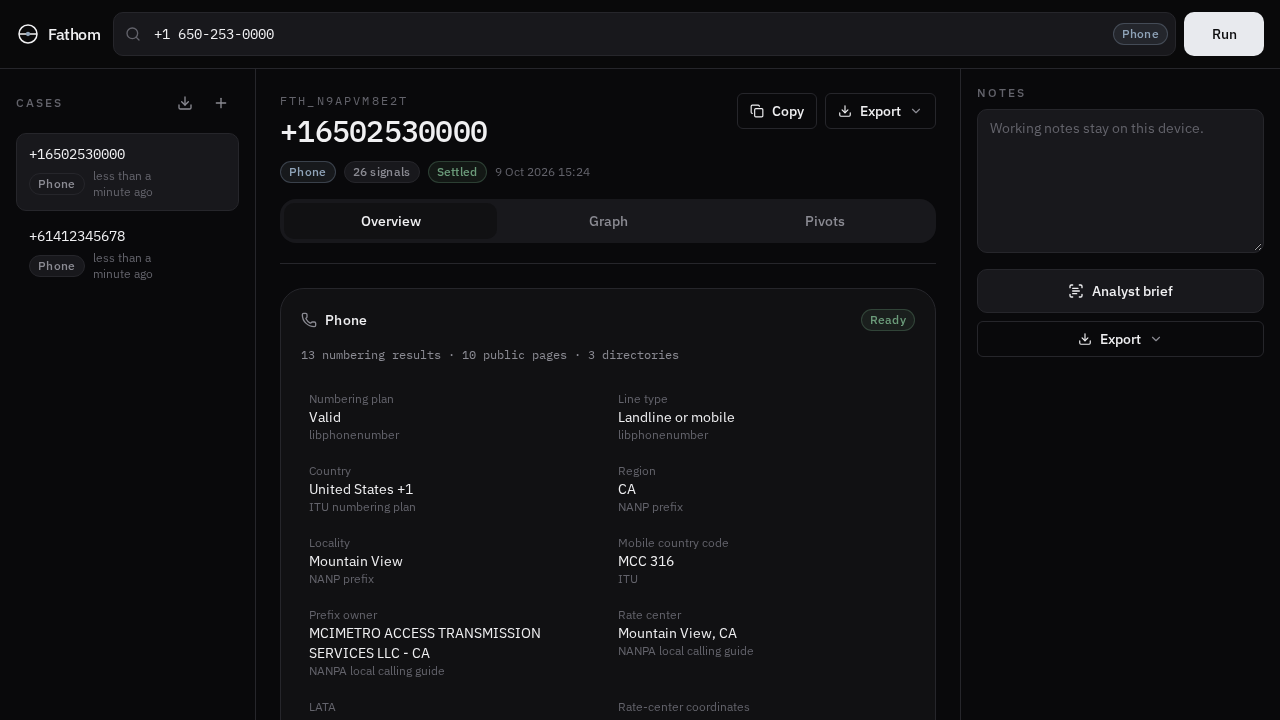 Fathom
+1 650-253-0000
Phone
Run
CASES
+16502530000
Phone
less than a
minute ago
+61412345678
Phone
less than a
minute ago
FTH_N9APVM8E2T
+16502530000
Copy
Export
Phone
26 signals
Settled
9 Oct 2026 15:24
Overview
Graph
Pivots
Phone
Ready
13 numbering results · 10 public pages · 3 directories
Numbering plan
Valid
libphonenumber
Line type
Landline or mobile
libphonenumber
Country
United States +1
ITU numbering plan
Region
CA
NANP prefix
Locality
Mountain View
NANP prefix
Mobile country code
MCC 316
ITU
Prefix owner
MCIMETRO ACCESS TRANSMISSION
SERVICES LLC - CA
NANPA local calling guide
Rate center
Mountain View, CA
NANPA local calling guide
LATA
Rate-center coordinates
NOTES
Working notes stay on this device.
Analyst brief
Export